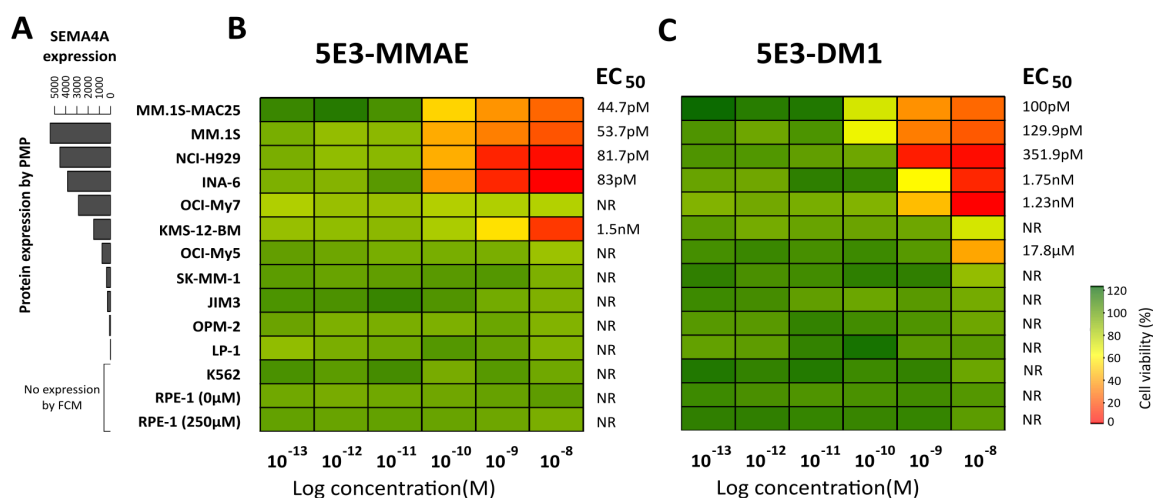 A
SEMA4A
expression
5000
4000
3000
2000
1000
0
Protein expression by PMP
No expression
by FCM
B
5E3-MMAE
EC50
MM.1S-MAC25
44.7pM
MM.1S
53.7pM
NCI-H929
81.7pM
INA-6
83pM
OCI-My7
NR
KMS-12-BM
1.5nM
OCI-My5
NR
SK-MM-1
NR
JIM3
NR
OPM-2
NR
LP-1
NR
K562
NR
RPE-1 (0μM)
NR
RPE-1 (250μM)
NR
10-13 10-12 10-11 10-10 10-9 10-8
Log concentration(M)
C
5E3-DM1
EC50
100pM
129.9pM
351.9pM
1.75nM
1.23nM
NR
17.8μM
NR
NR
NR
NR
NR
NR
NR
10-13 10-12 10-11 10-10 10-9 10-8
Log concentration(M)
120
100
80
60
40
20
0
Cell viability (%)